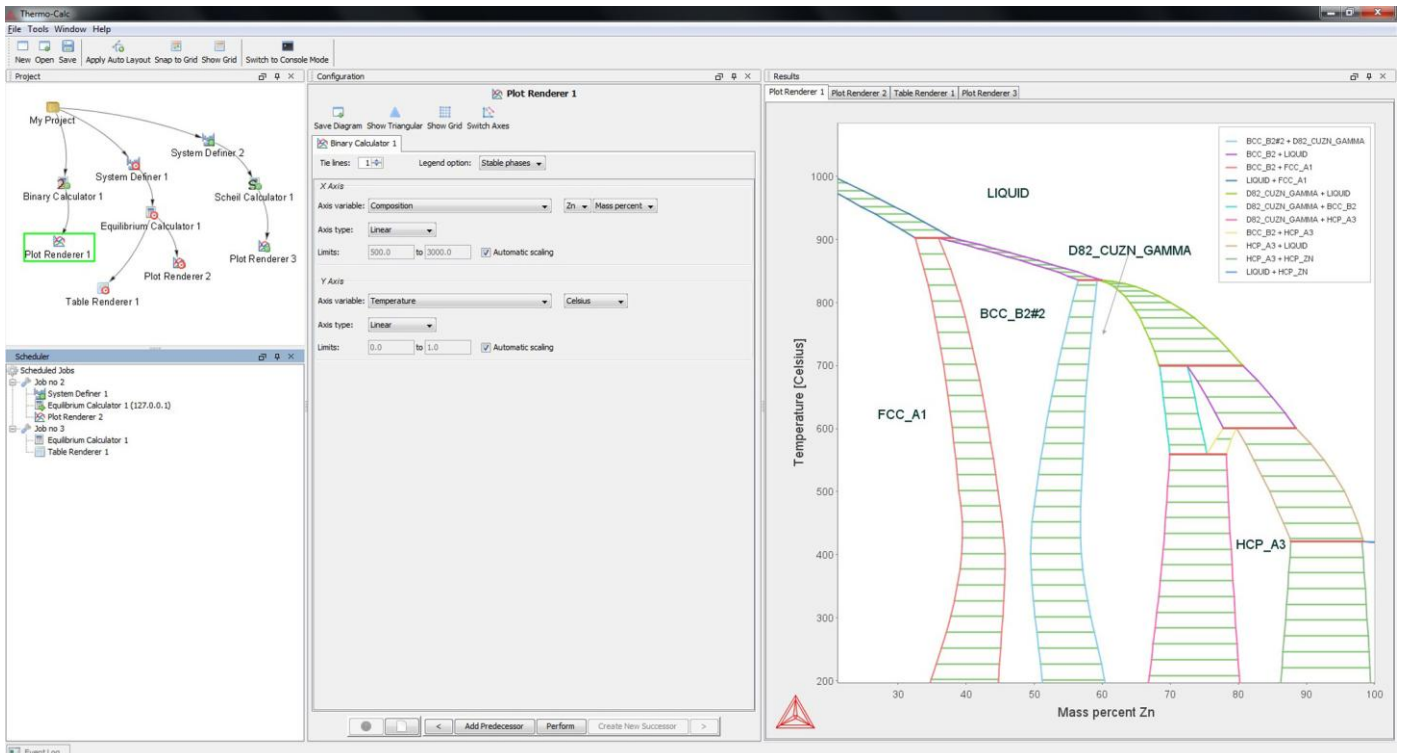 Thermo-Calc
File Tools Window Help
New Open Save Apply Auto Layout Snap to Grid Show Grid Switch to Console Mode
Project
My Project
System Definer 2
System Definer 1
Binary Calculator 1
Scheil Calculator 1
Equilibrium Calculator 1
Plot Renderer 1
Plot Renderer 3
Plot Renderer 2
Table Renderer 1
Scheduler
Scheduled Jobs
Job no 2
System Definer 1
Equilibrium Calculator 1 (127.0.0.1)
Plot Renderer 2
Job no 3
Equilibrium Calculator 1
Table Renderer 1
Event Log
Configuration
Plot Renderer 1
Save Diagram Show Triangular Show Grid Switch Axes
Binary Calculator 1
Tie lines: 1 Legend option: Stable phases
X Axis
Axis variable: Composition Zn Mass percent
Axis type: Linear
Limits: 500.0 to 3000.0 Automatic scaling
Y Axis
Axis variable: Temperature Celsius
Axis type: Linear
Limits: 0.0 to 1.0 Automatic scaling
< Add Predecessor Perform Create New Successor >
Results
Plot Renderer 1 Plot Renderer 2 Table Renderer 1 Plot Renderer 3
BCC_B2#2 + D82_CUZN_GAMMA
BCC_B2 + LIQUID
BCC_B2 + FCC_A1
LIQUID + FCC_A1
D82_CUZN_GAMMA + LIQUID
D82_CUZN_GAMMA + BCC_B2
D82_CUZN_GAMMA + HCP_A3
BCC_B2 + HCP_A3
HCP_A3 + LIQUID
HCP_A3 + HCP_ZN
LIQUID + HCP_ZN
LIQUID
D82_CUZN_GAMMA
BCC_B2#2
FCC_A1
HCP_A3
Temperature [Celsius]
1000
900
800
700
600
500
400
300
200
30 40 50 60 70 80 90 100
Mass percent Zn